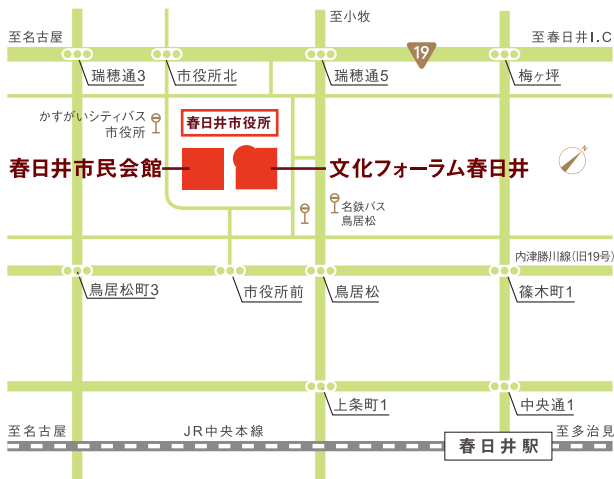 至小牧
至名古屋
至春日井I.C
19
瑞穂通3
市役所北
瑞穂通5
梅ヶ坪
かすがいシティバス
市役所
春日井市役所
N
春日井市民会館
文化フォーラム春日井
名鉄バス
鳥居松
内津勝川線(旧19号)
鳥居松町3
市役所前
鳥居松
篠木町1
上条町1
中央通1
至名古屋
JR中央本線
春日井駅
至多治見